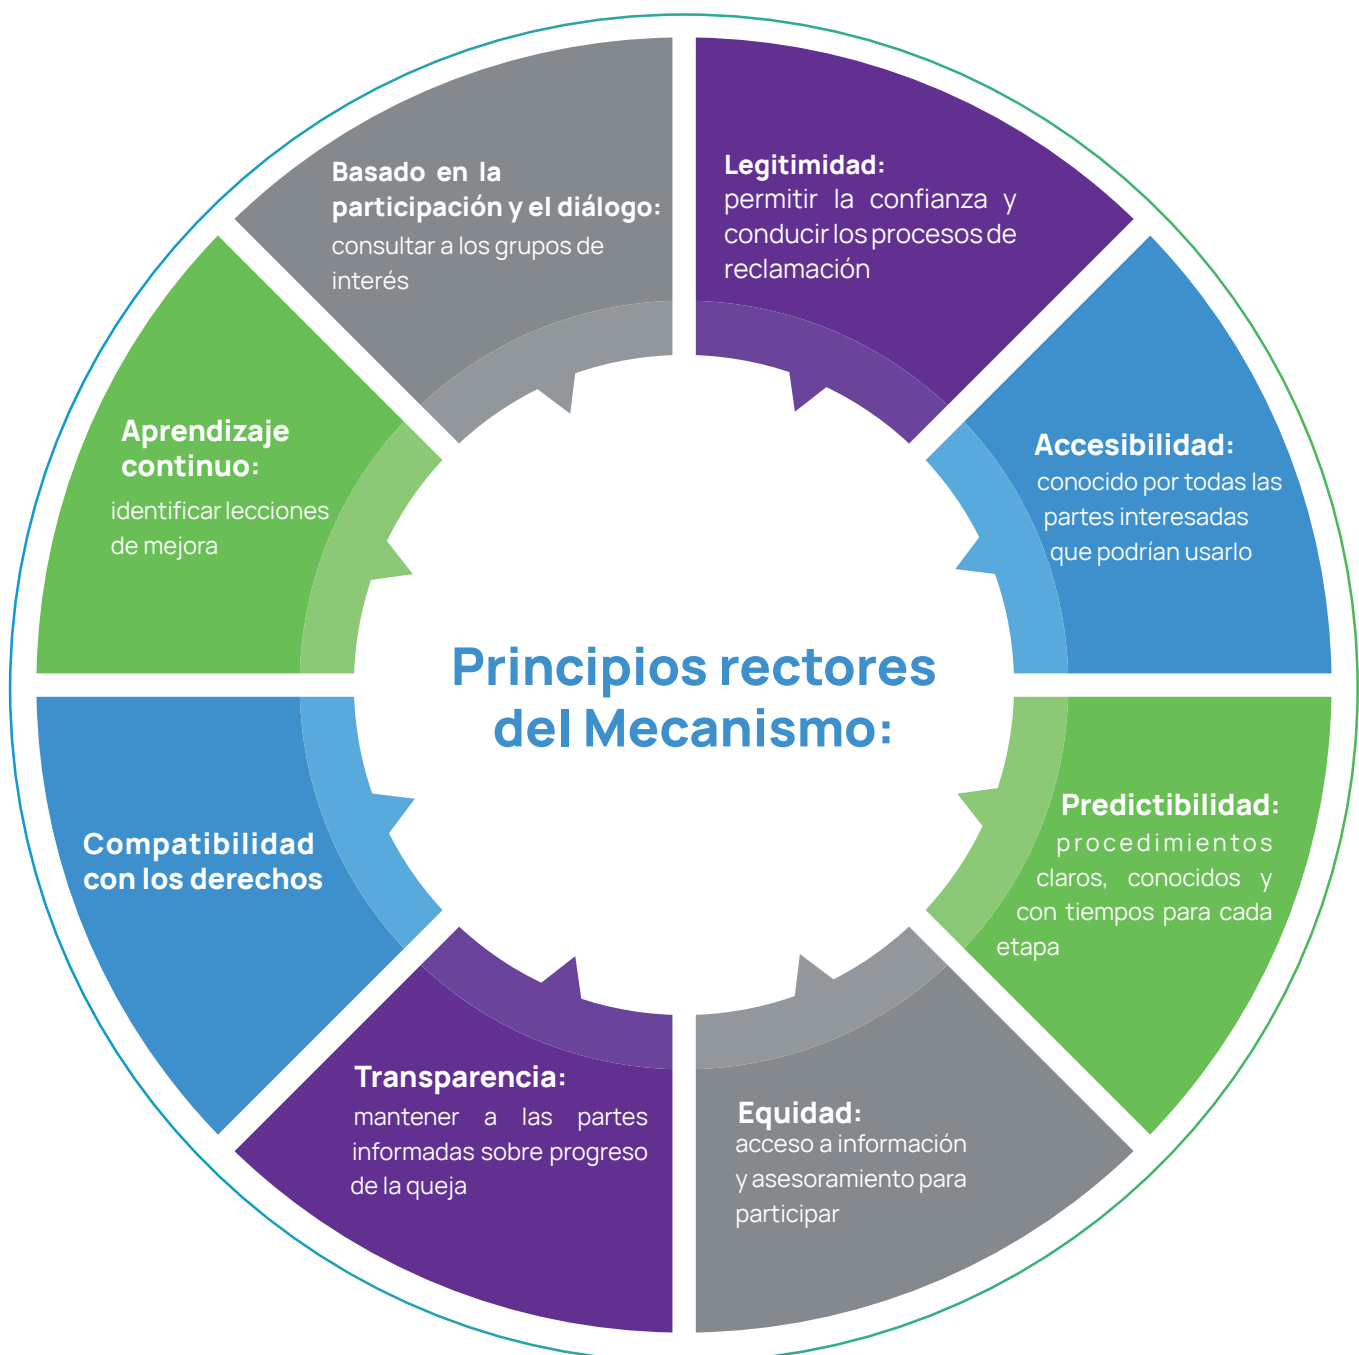 Principios rectores
del Mecanismo:
Legitimidad:
permitir la confianza y
conducir los procesos de
reclamación
Accesibilidad:
conocido por todas las
partes interesadas
que podrían usarlo
Predictibilidad:
procedimientos
claros, conocidos y
con tiempos para cada
etapa
Equidad:
acceso a información
y asesoramiento para
participar
Transparencia:
mantener a las partes
informadas sobre progreso
de la queja
Compatibilidad
con los derechos
Aprendizaje
continuo:
identificar lecciones
de mejora
Basado en la
participación y el diálogo:
consultar a los grupos de
interés